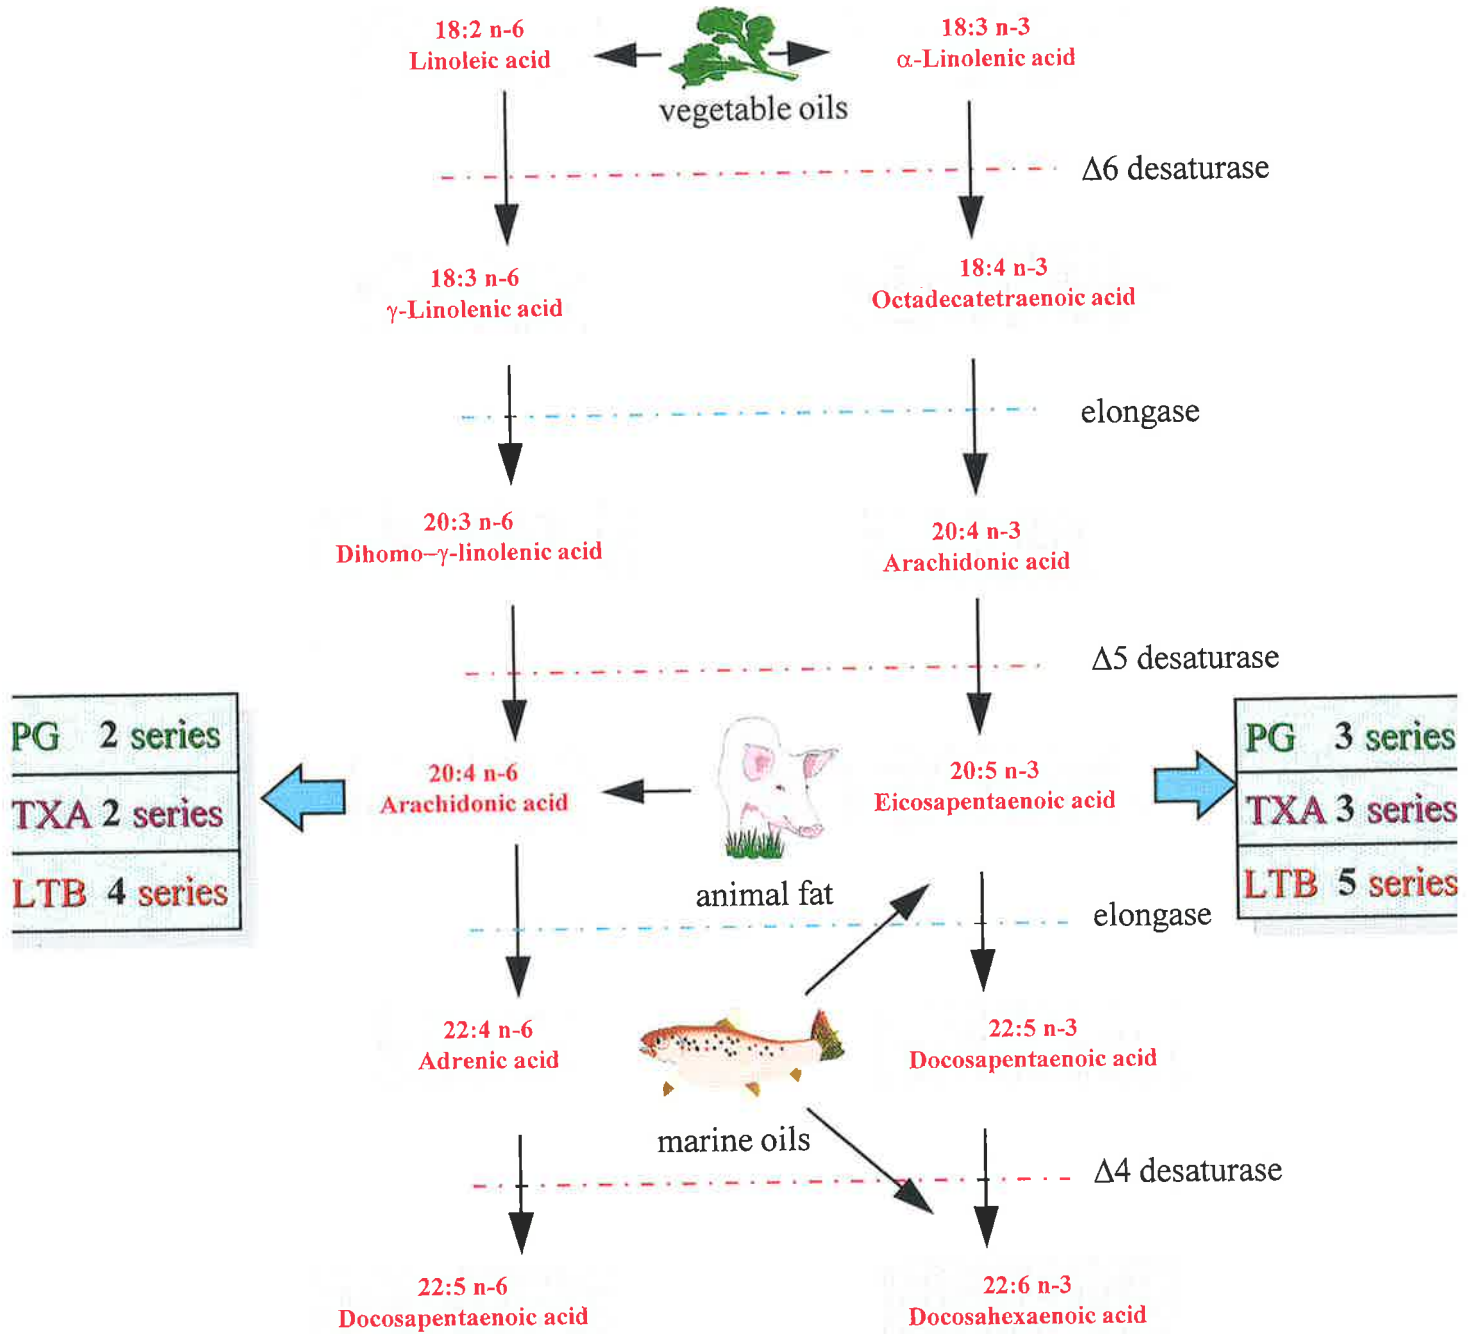 18:2 n-6
Linoleic acid
18:3 n-3
α-Linolenic acid
vegetable oils
Δ6 desaturase
18:3 n-6
γ-Linolenic acid
18:4 n-3
Octadecatetraenoic acid
elongase
20:3 n-6
Dihomo–γ-linolenic acid
20:4 n-3
Arachidonic acid
Δ5 desaturase
PG 2 series
TXA 2 series
LTB 4 series
20:4 n-6
Arachidonic acid
animal fat
20:5 n-3
Eicosapentaenoic acid
PG 3 series
TXA 3 series
LTB 5 series
elongase
22:4 n-6
Adrenic acid
22:5 n-3
Docosapentaenoic acid
marine oils
Δ4 desaturase
22:5 n-6
Docosapentaenoic acid
22:6 n-3
Docosahexaenoic acid